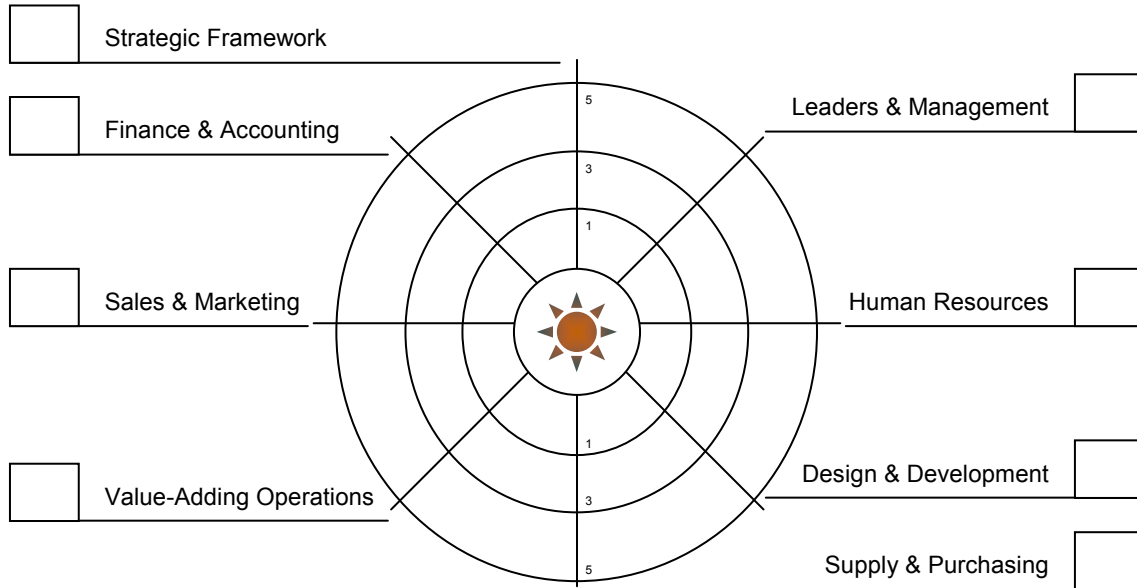 Strategic Framework
Finance & Accounting
Leaders & Management
5
3
1
Sales & Marketing
Human Resources
1
Value-Adding Operations
Design & Development
3
5
Supply & Purchasing